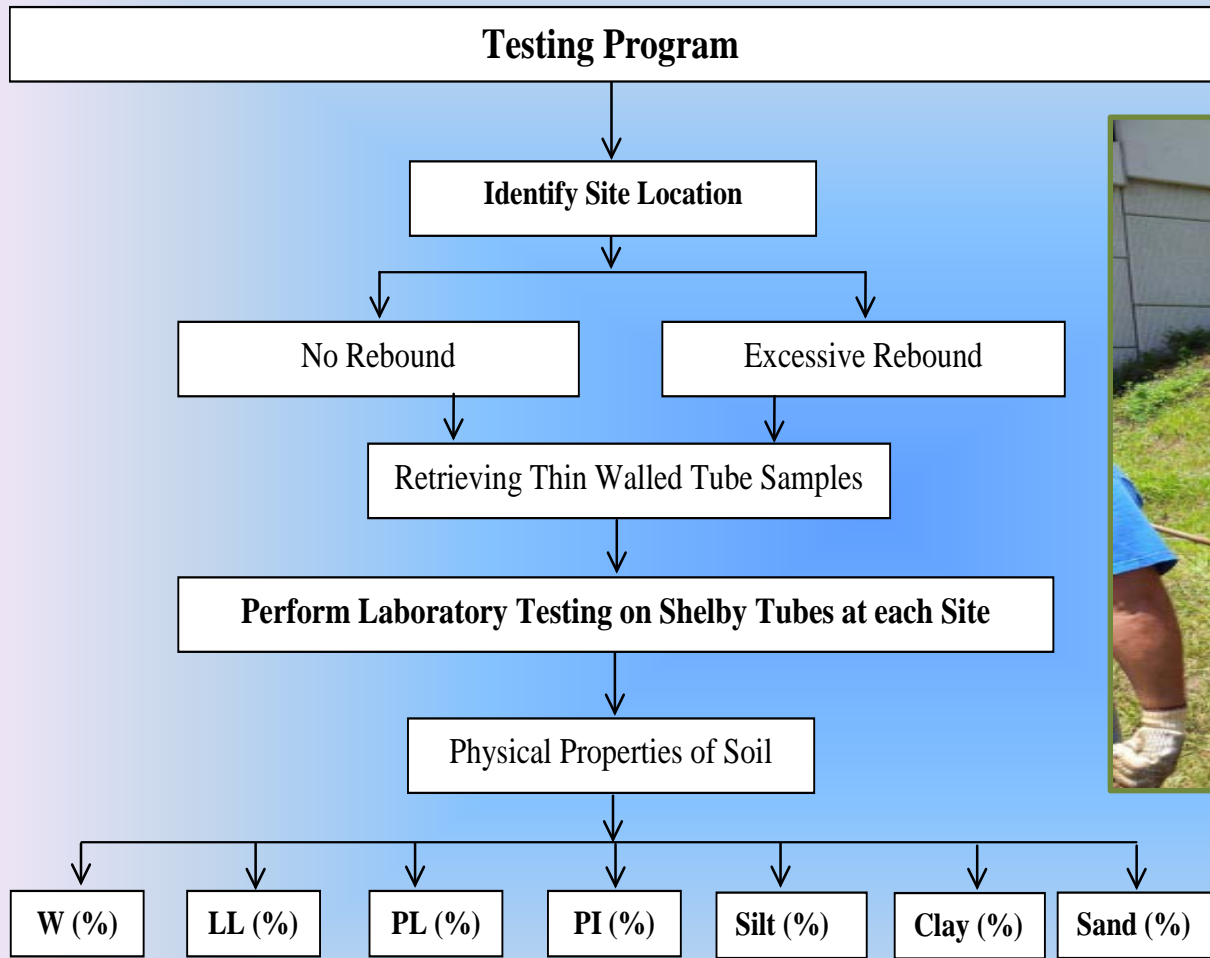 Testing Program
Identify Site Location
No Rebound
Excessive Rebound
Retrieving Thin Walled Tube Samples
Perform Laboratory Testing on Shelby Tubes at each Site
Physical Properties of Soil
W (%)
LL (%)
PL (%)
PI (%)
Silt (%)
Clay (%)
Sand (%)